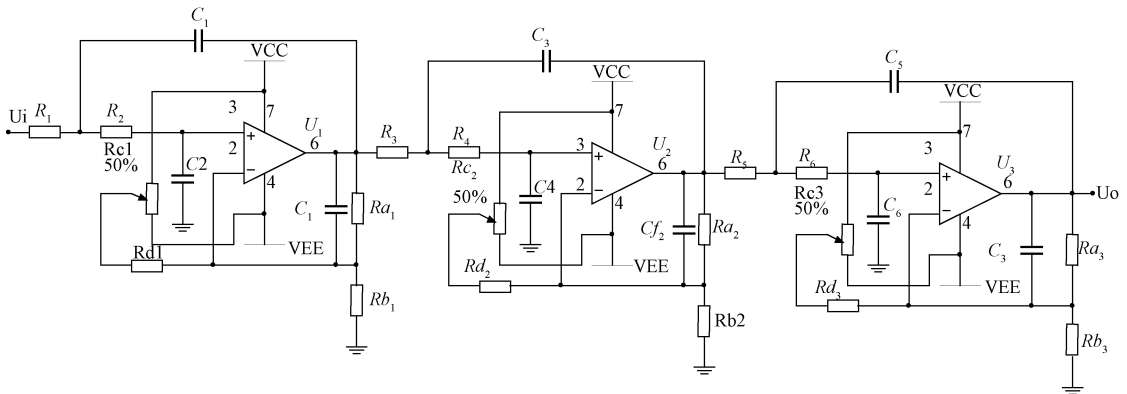 C1
VCC
Ui
R1
R2
3
7
U1
Rc1
50%
2
6
4
C2
C1
Ra1
Rd1
VEE
Rb1
C3
VCC
R3
R4
3
7
U2
Rc2
50%
2
6
4
C4
Cf2
Ra2
Rd2
VEE
Rb2
C5
VCC
R5
R6
3
7
U3
Rc3
50%
2
6
4
Uo
C6
C3
Ra3
Rd3
VEE
Rb3